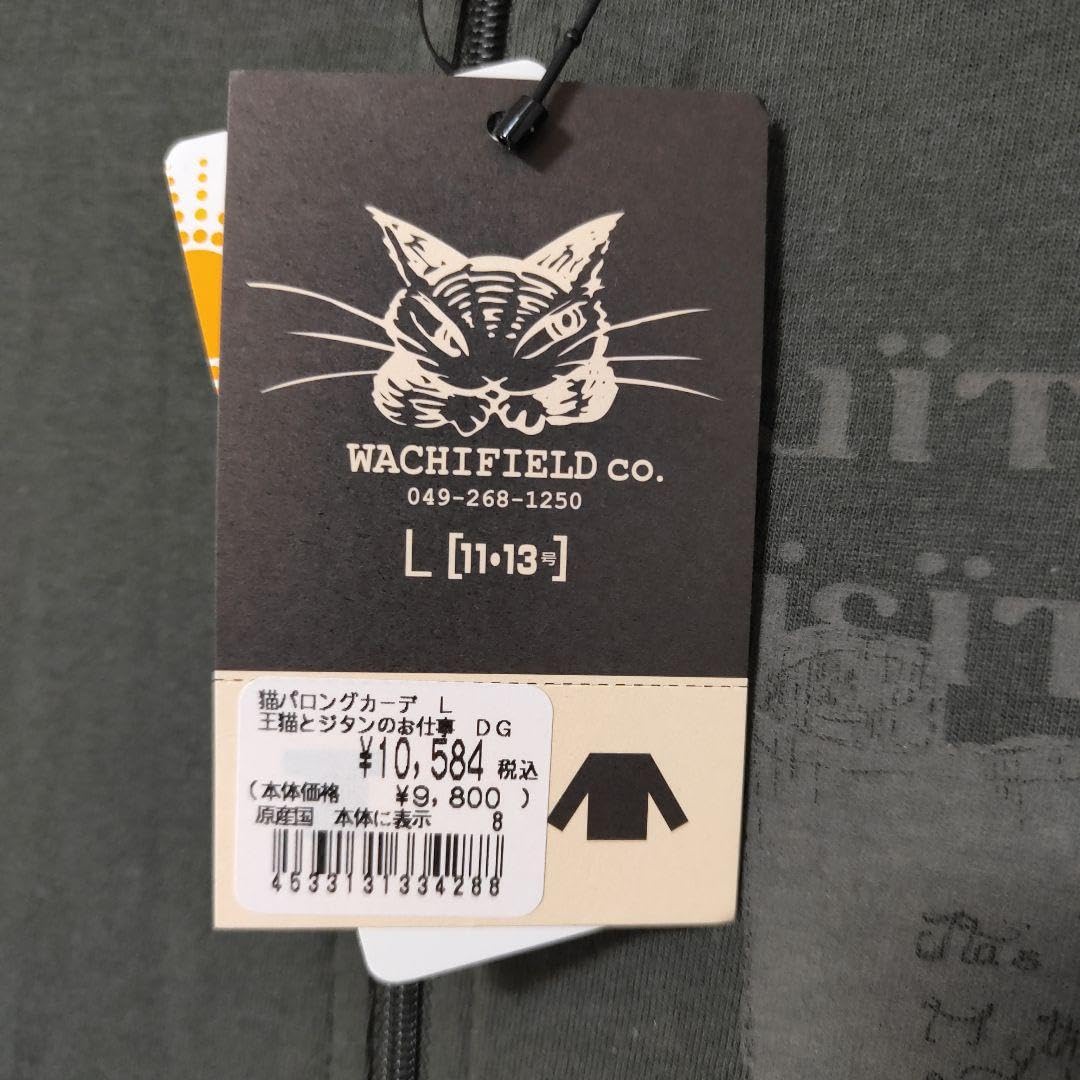 WACHIFIELD CO.
049-268-1250
L [11•13号]
猫パロングカーデ L
王猫とジタンのお仕事 DG
¥10,584 税込
(本体価格 ¥9,800 )
原産国 本体に表示 8
4533131334288